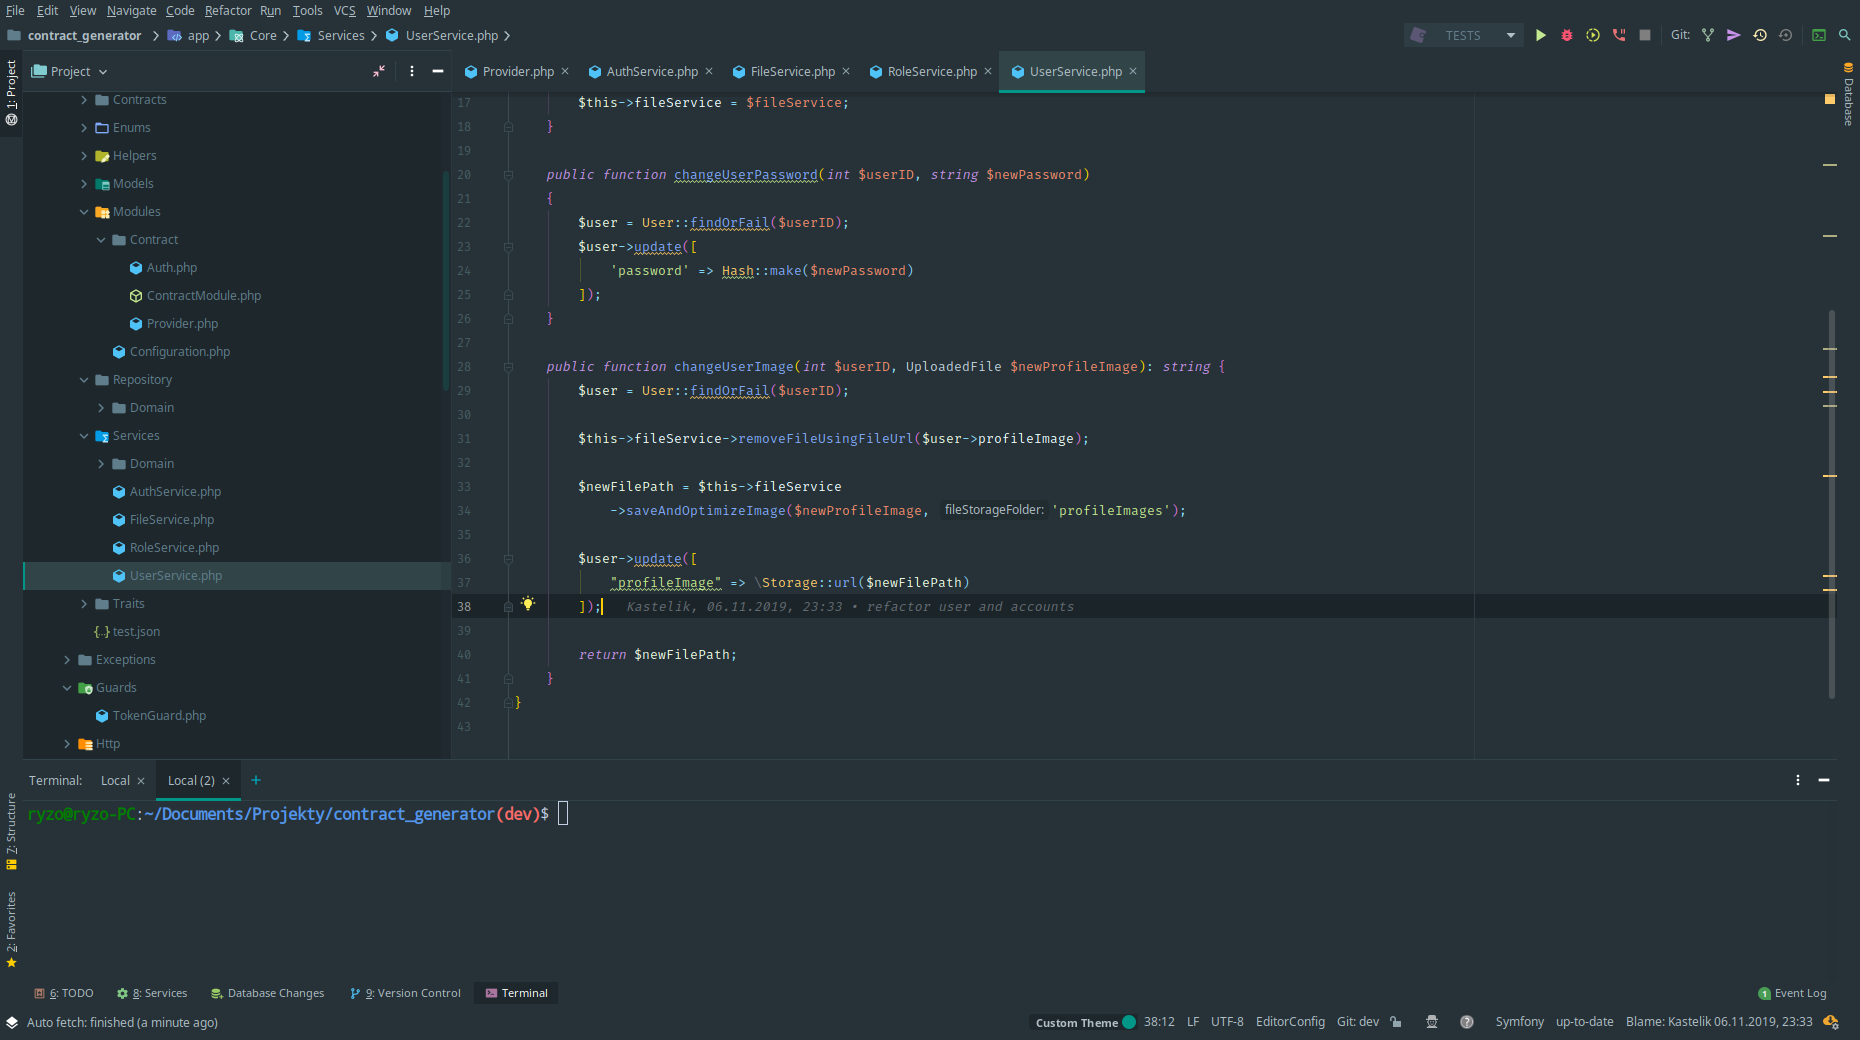 File Edit View Navigate Code Refactor Run Tools VCS Window Help
contract_generator app Core Services UserService.php
TESTS Git:
1: Project
Project
Provider.php AuthService.php FileService.php RoleService.php UserService.php
Database
Contracts
Enums
Helpers
Models
Modules
Contract
Auth.php
ContractModule.php
Provider.php
Configuration.php
Repository
Domain
Services
Domain
AuthService.php
FileService.php
RoleService.php
UserService.php
Traits
test.json
Exceptions
Guards
TokenGuard.php
Http
17 $this->fileService = $fileService;
18 }
19
20 public function changeUserPassword(int $userID, string $newPassword)
21 {
22 $user = User::findOrFail($userID);
23 $user->update([
24 'password' => Hash::make($newPassword)
25 ]);
26 }
27
28 public function changeUserImage(int $userID, UploadedFile $newProfileImage): string {
29 $user = User::findOrFail($userID);
30
31 $this->fileService->removeFileUsingFileUrl($user->profileImage);
32
33 $newFilePath = $this->fileService
34 ->saveAndOptimizeImage($newProfileImage, fileStorageFolder: 'profileImages');
35
36 $user->update([
37 "profileImage" => \Storage::url($newFilePath)
38 ]); Kastelik, 06.11.2019, 23:33 • refactor user and accounts
39
40 return $newFilePath;
41 }
42 }
43
Terminal: Local Local (2)
ryzo@ryzo-PC:~/Documents/Projekty/contract_generator(dev)$
7: Structure
2: Favorites
6: TODO 8: Services Database Changes 9: Version Control Terminal 1 Event Log
Auto fetch: finished (a minute ago) Custom Theme 38:12 LF UTF-8 EditorConfig Git: dev Symfony up-to-date Blame: Kastelik 06.11.2019, 23:33